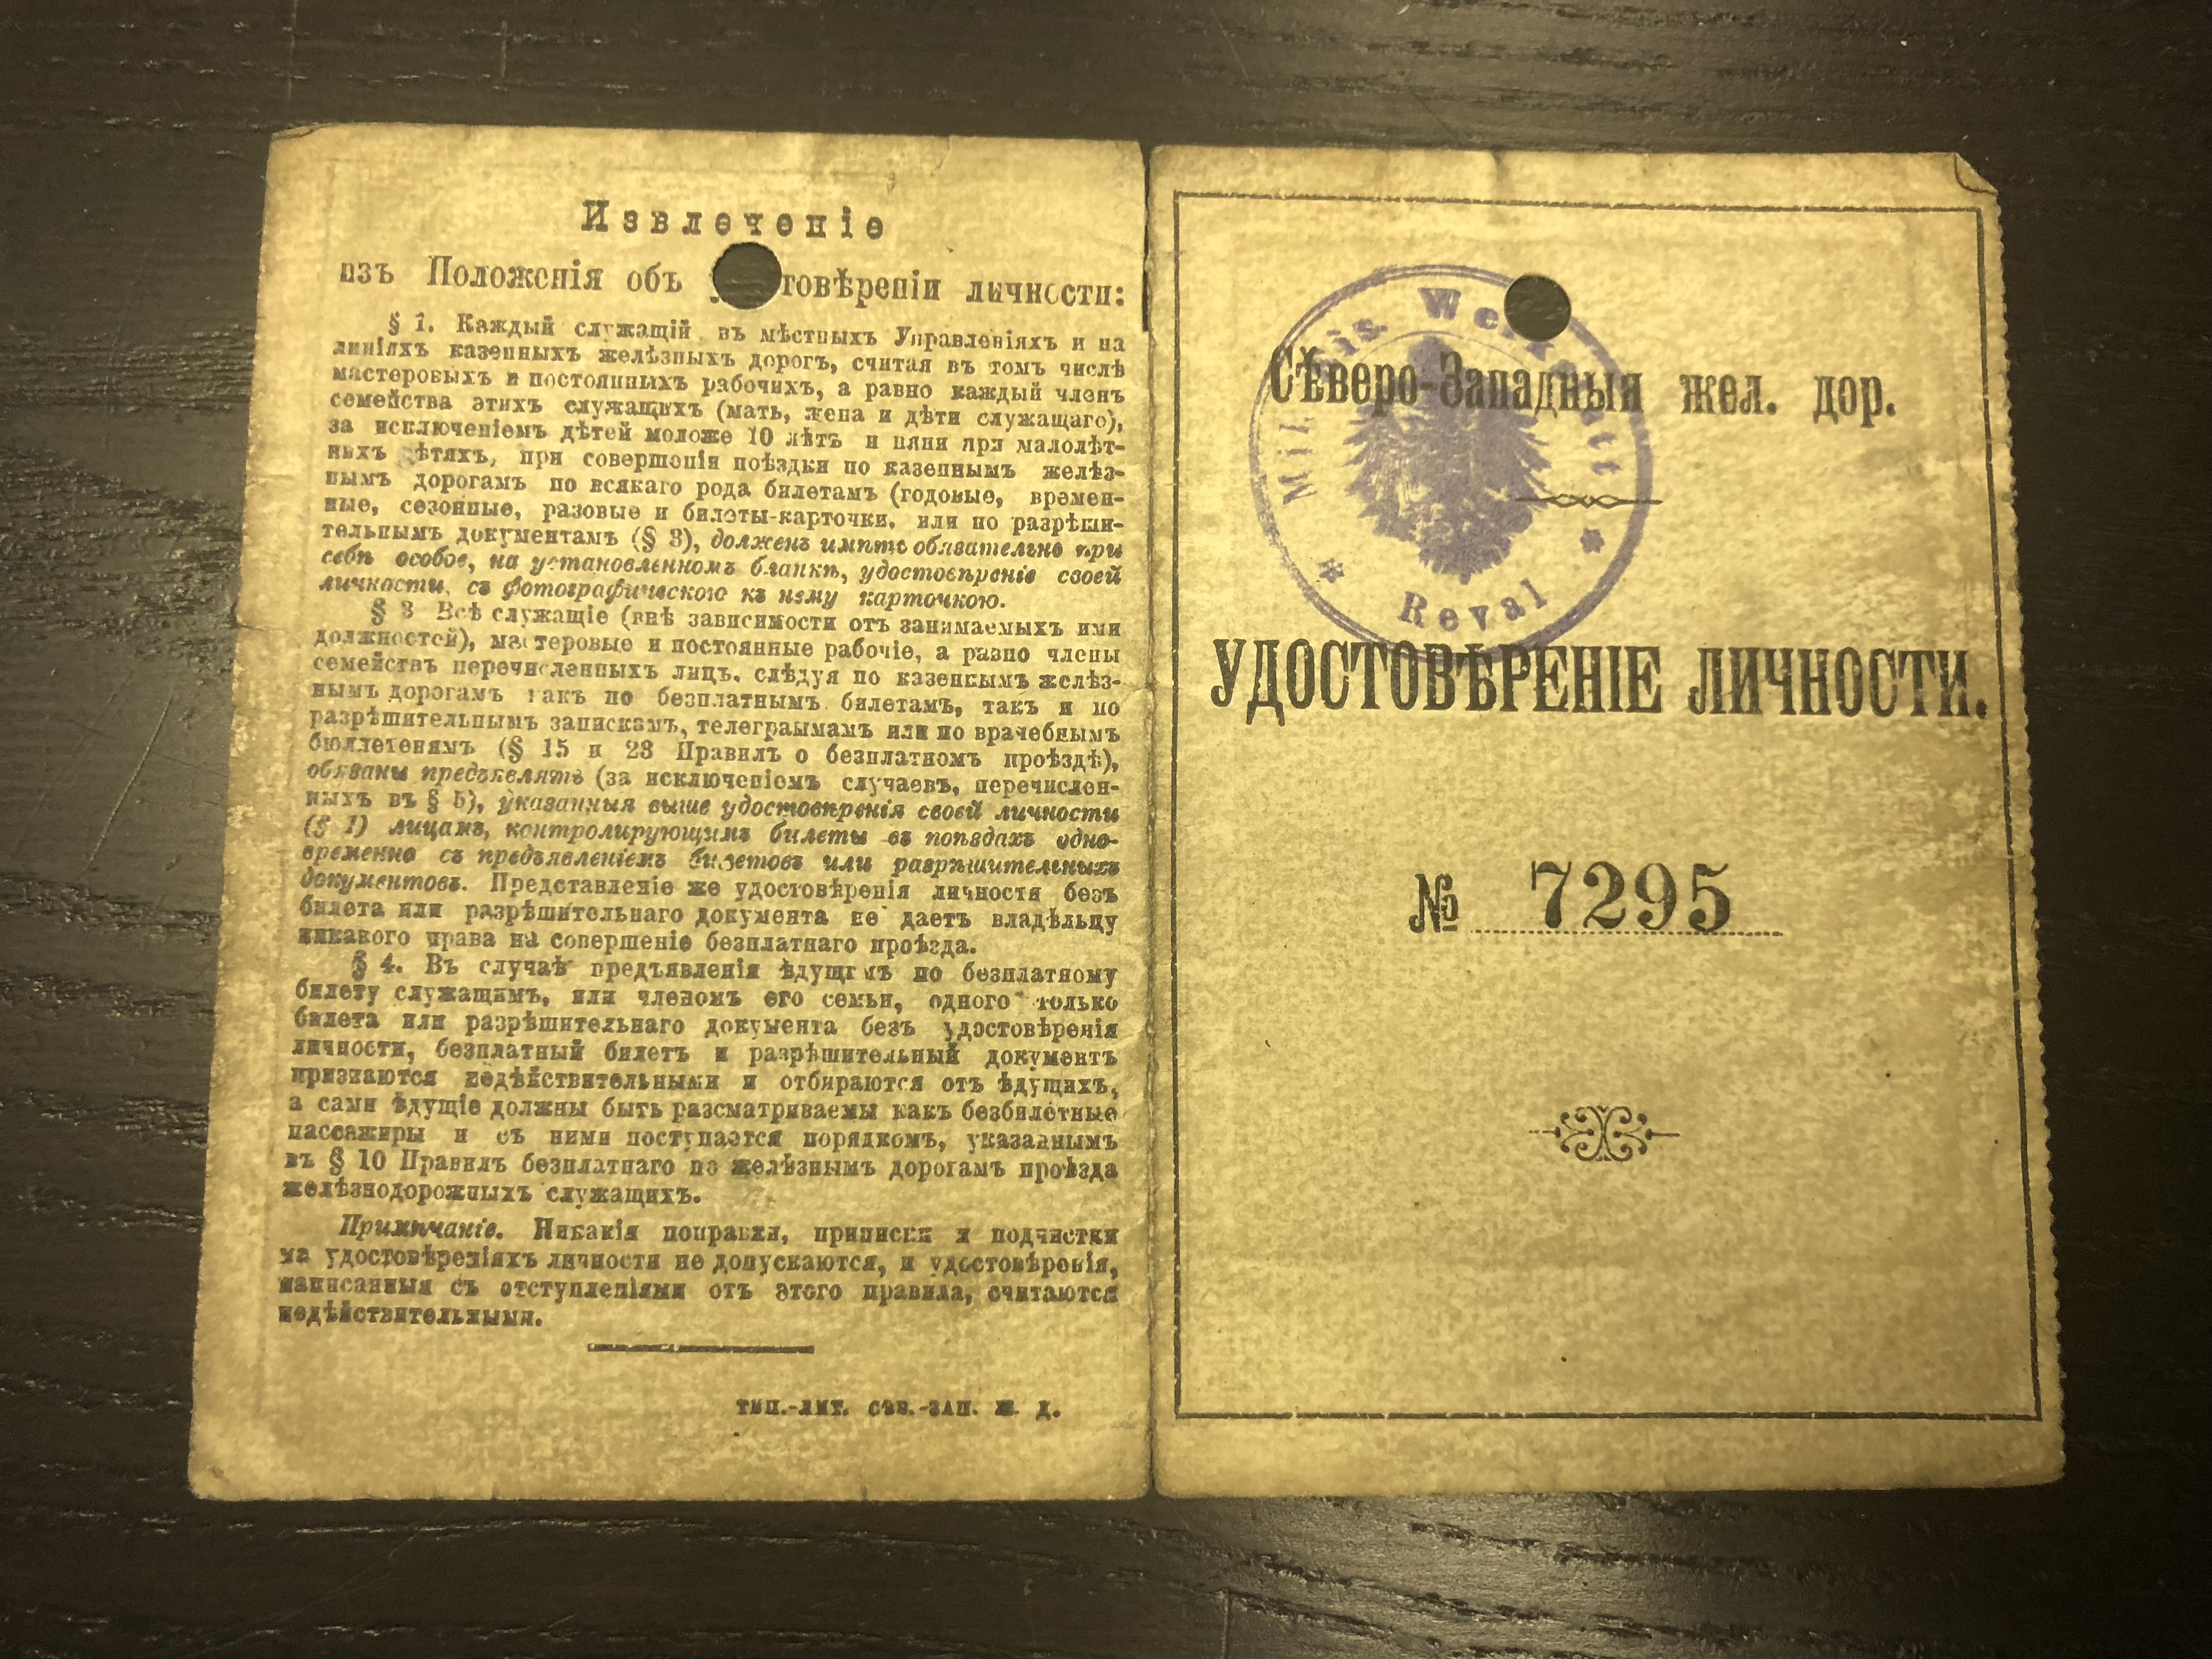 Извлеченіе
изъ Положенія объ товѣреніи личности:
§ 1. Каждый служащій въ мѣстныхъ Управленіяхъ и на
линіяхъ казенныхъ желѣзныхъ дорогъ, считая въ томъ числѣ
мастеровыхъ и постоянныхъ рабочихъ, а равно каждый членъ
семейства этихъ служащихъ (мать, жена и дѣти служащаго),
за исключеніемъ дѣтей моложе 10 лѣтъ и няни при малолѣт-
ныхъ дѣтяхъ, при совершеніи поѣздки по казеннымъ желѣз-
нымъ дорогамъ по всякаго рода билетамъ (годовые, времен-
ные, сезонные, разовые и билеты-карточки, или по разрѣши-
тельнымъ документамъ (§ 3), долженъ имѣть обязательно при
себѣ особое, на установленномъ бланкѣ, удостовѣреніе своей
личности, съ фотографическою къ нему карточкою.
§ 3 Всѣ служащіе (внѣ зависимости отъ занимаемыхъ ими
должностей), мастеровые и постоянные рабочіе, а равно члены
семействъ перечисленныхъ лицъ, слѣдуя по казеннымъ желѣз-
нымъ дорогамъ такъ по безплатнымъ билетамъ, такъ и по
разрѣшительнымъ запискамъ, телеграммамъ или по врачебнымъ
бюллетенямъ (§ 15 и 23 Правилъ о безплатномъ проѣздѣ),
обязаны предъявлять (за исключеніемъ случаевъ, перечислен-
ныхъ въ § 5), указанныя выше удостовѣренія своей личности
(§ 1) лицамъ, контролирующимъ билеты въ поѣздахъ одно-
временно съ предъявленіемъ билетовъ или разрѣшительныхъ
документовъ. Представленіе же удостовѣренія личности безъ
билета или разрѣшительнаго документа не даетъ владѣльцу
никакого права на совершеніе безплатнаго проѣзда.
§ 4. Въ случаѣ предъявленія ѣдущимъ по безплатному
билету служащимъ, или членомъ его семьи, одного только
билета или разрѣшительнаго документа безъ удостовѣренія
личности, безплатный билетъ и разрѣшительный документъ
признаются недѣйствительными и отбираются отъ ѣдущихъ,
а сами ѣдущіе должны быть разсматриваемы какъ безбилетные
пассажиры и съ ними поступается порядкомъ, указаннымъ
въ § 10 Правилъ безплатнаго по желѣзнымъ дорогамъ проѣзда
желѣзнодорожныхъ служащихъ.
Примѣчаніе. Никакія поправки, приписки и подчистки
на удостовѣреніяхъ личности не допускаются, и удостовѣренія,
написанныя съ отступленіями отъ этого правила, считаются
недѣйствительными.
ТИП.-ЛИТ. СѢВ.-ЗАП. Ж. Д.
Mil. Eis. Werkstatt
Сѣверо-Западныя жел. дор.
Reval
УДОСТОВѢРЕНІЕ ЛИЧНОСТИ.
№ 7295